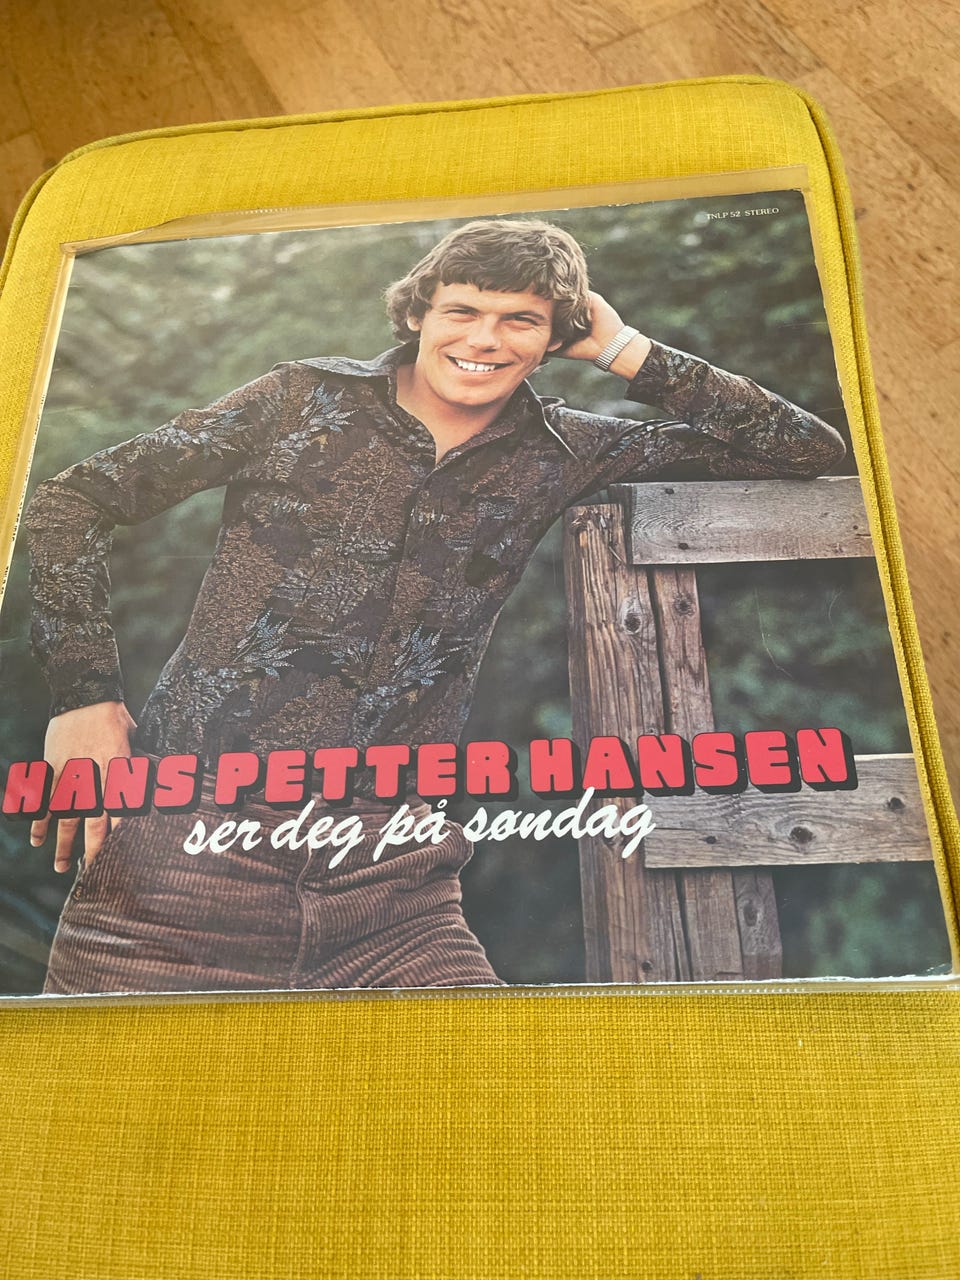 TNLP 52 STEREO
HANS PETTER HANSEN
ser deg på søndag